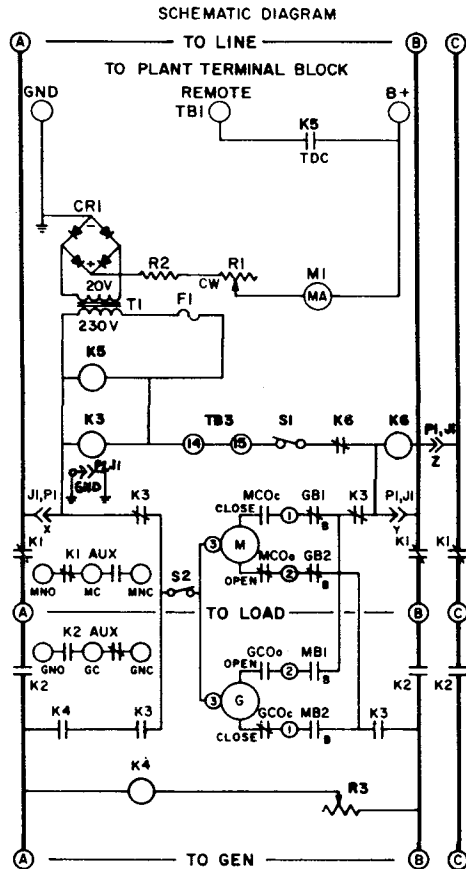 SCHEMATIC DIAGRAM
A TO LINE B C
TO PLANT TERMINAL BLOCK
GND REMOTE B+
TB1
K5
TDC
CR1
-
+
R2 R1 M1
CW MA
20V
T1 F1
230V
K5
K3 TB3 S1 K6 K6 P1,J1
14 15
Z
P1,J1
GND
J1,P1 K3 MCOc GB1 K3 P1,J1
X CLOSE 1 B Y
K1 3 M K1 K1
K1 AUX S2 MCOo GB2
MNO MC MNC OPEN 2 B
A TO LOAD B C
K2 AUX GCOo MB1
GNO GC GNC OPEN 2 B
K2 3 G K2 K2
K4 K3 GCOc MB2 K3
CLOSE 1 B
K4 R3
A TO GEN B C